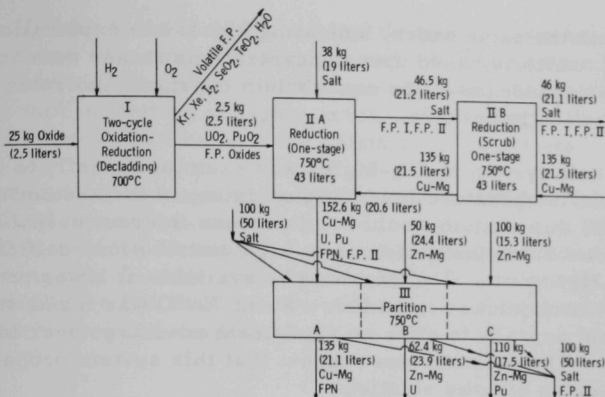 H2
O2
Volatile F.P.
Kr, Xe, I2, SeO2, TeO2, H2O
38 kg
(19 liters)
Salt
25 kg Oxide
(2.5 liters)
I
Two-cycle
Oxidation-
Reduction
(Decladding)
700°C
2.5 kg
(2.5 liters)
UO2, PuO2
F.P. Oxides
II A
Reduction
(One-stage)
750°C
43 liters
46.5 kg
(21.2 liters)
Salt
F.P. I, F.P. II
135 kg
(21.5 liters)
Cu-Mg
II B
Reduction
(Scrub)
One-stage
750°C
43 liters
46 kg
(21.1 liters)
Salt
F.P. I, F.P. II
135 kg
(21.5 liters)
Cu-Mg
100 kg
(50 liters)
Salt
152.6 kg (20.6 liters)
Cu-Mg
U, Pu
FPN, F.P. II
50 kg
(24.4 liters)
Zn-Mg
100 kg
(15.3 liters)
Zn-Mg
III
Partition
750°C
A
B
C
135 kg
(21.1 liters)
Cu-Mg
FPN
62.4 kg
(23.9 liters)
Zn-Mg
U
110 kg
(17.5 liters)
Zn-Mg
Pu
100 kg
(50 liters)
Salt
F.P. II